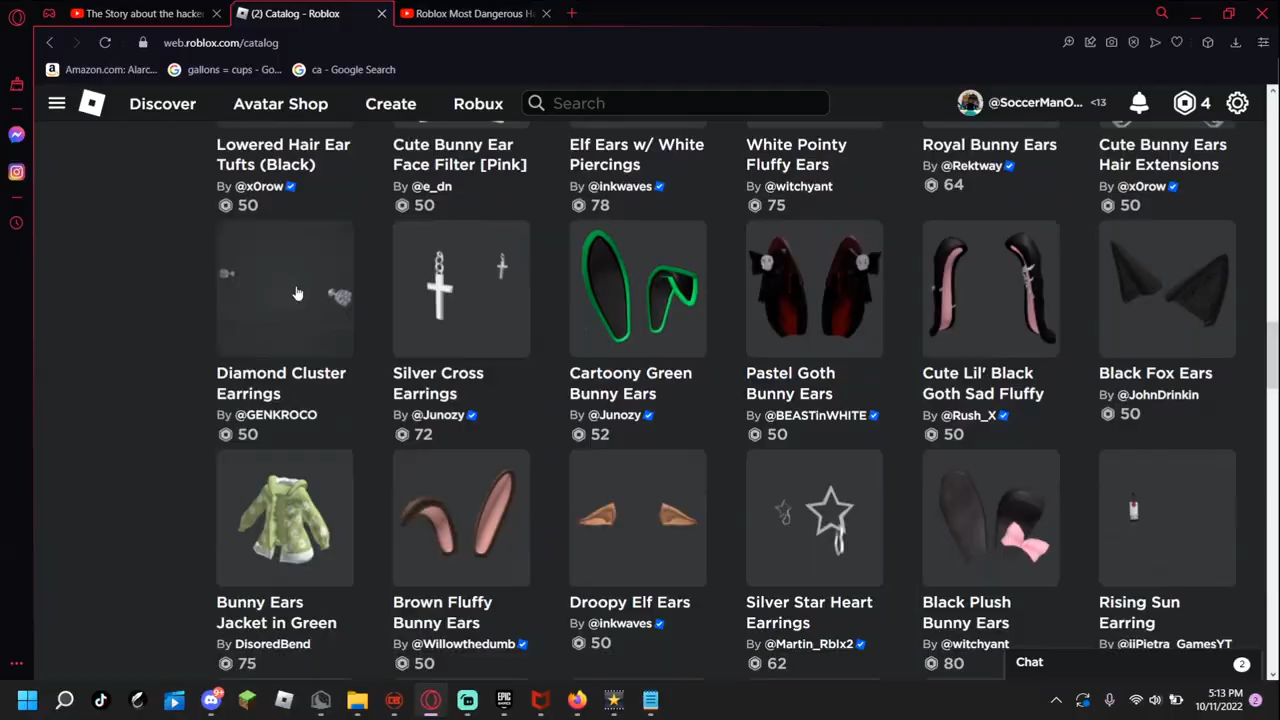 The Story about the hacke
(2) Catalog - Roblox
Roblox Most Dangerous H
web.roblox.com/catalog
Amazon.com: Alarc...
gallons = cups - Go...
ca - Google Search
Discover
Avatar Shop
Create
Robux
Search
@SoccerManO... <13
4
Lowered Hair Ear Tufts (Black)
By @x0row
50
Cute Bunny Ear Face Filter [Pink]
By @e_dn
50
Elf Ears w/ White Piercings
By @inkwaves
78
White Pointy Fluffy Ears
By @witchyant
75
Royal Bunny Ears
By @Rektway
64
Cute Bunny Ears Hair Extensions
By @x0row
50
Diamond Cluster Earrings
By @GENKROCO
50
Silver Cross Earrings
By @Junozy
72
Cartoony Green Bunny Ears
By @Junozy
52
Pastel Goth Bunny Ears
By @BEASTinWHITE
50
Cute Lil' Black Goth Sad Fluffy
By @Rush_X
50
Black Fox Ears
By @JohnDrinkin
50
Bunny Ears Jacket in Green
By DisoredBend
75
Brown Fluffy Bunny Ears
By @Willowthedumb
50
Droopy Elf Ears
By @inkwaves
50
Silver Star Heart Earrings
By @Martin_Rblx2
62
Black Plush Bunny Ears
By @witchyant
80
Rising Sun Earring
By @iiPietra_GamesYT
Chat
2
9+
EPIC GAMES
5:13 PM
10/11/2022
2